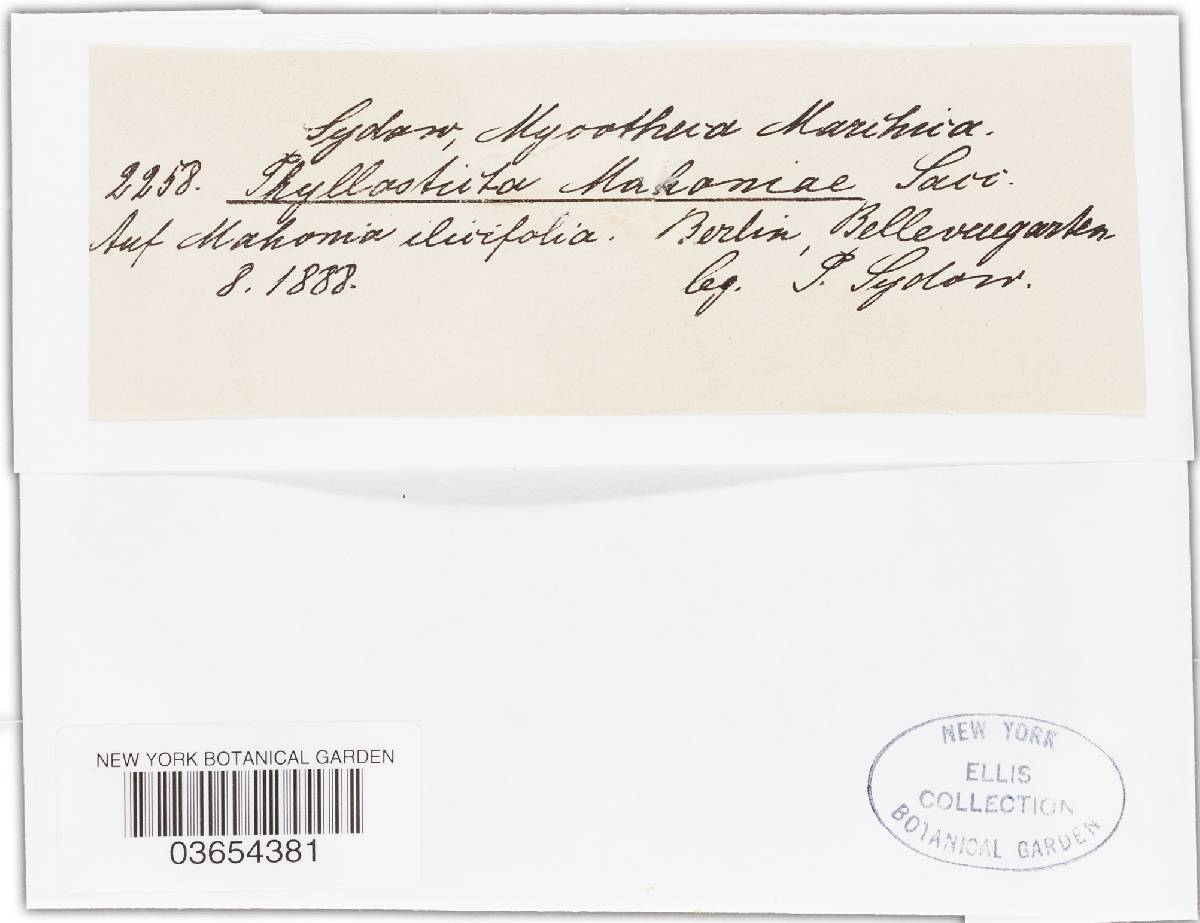 Sydow, Mycotheca Marchica.
2258. Phyllosticta Mahoniae Sacc.
Auf Mahonia ilicifolia. Berlin, Bellevuegarten
8. 1888. leg. P. Sydow.
NEW YORK BOTANICAL GARDEN
03654381
NEW YORK
ELLIS
COLLECTION
BOTANICAL GARDEN